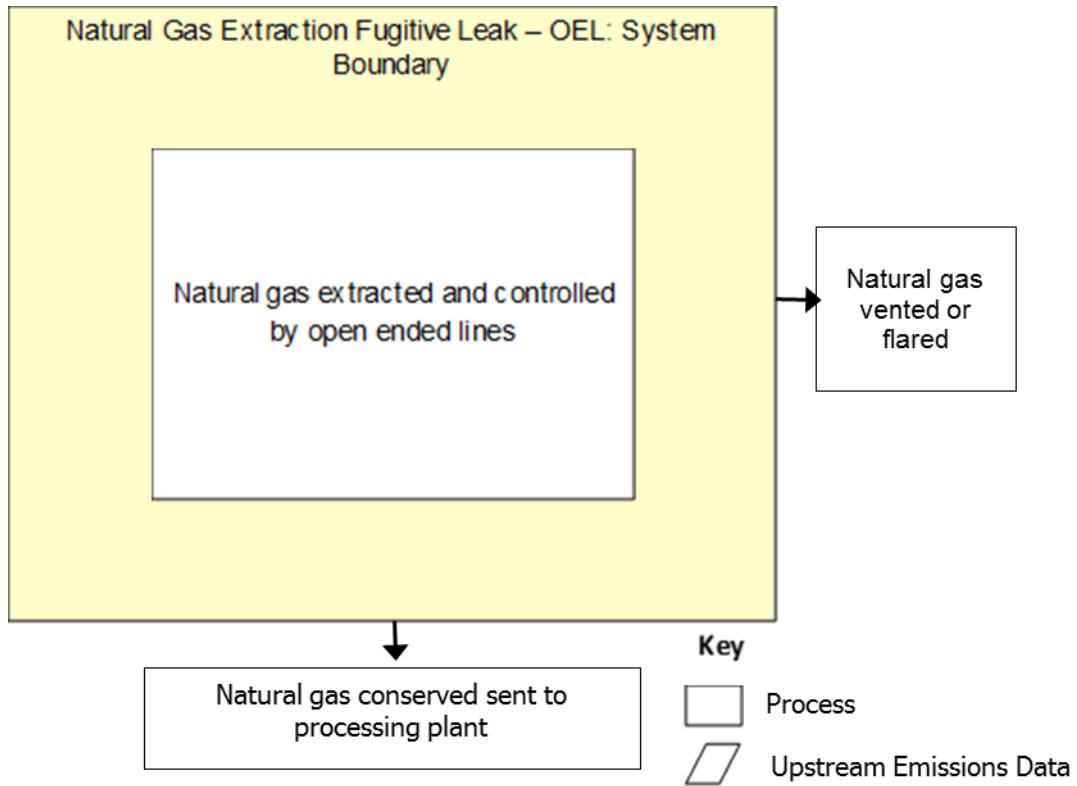 Natural Gas Extraction Fugitive Leak – OEL: System
Boundary
Natural gas extracted and controlled
by open ended lines
Natural gas
vented or
flared
Natural gas conserved sent to
processing plant
Key
Process
Upstream Emissions Data